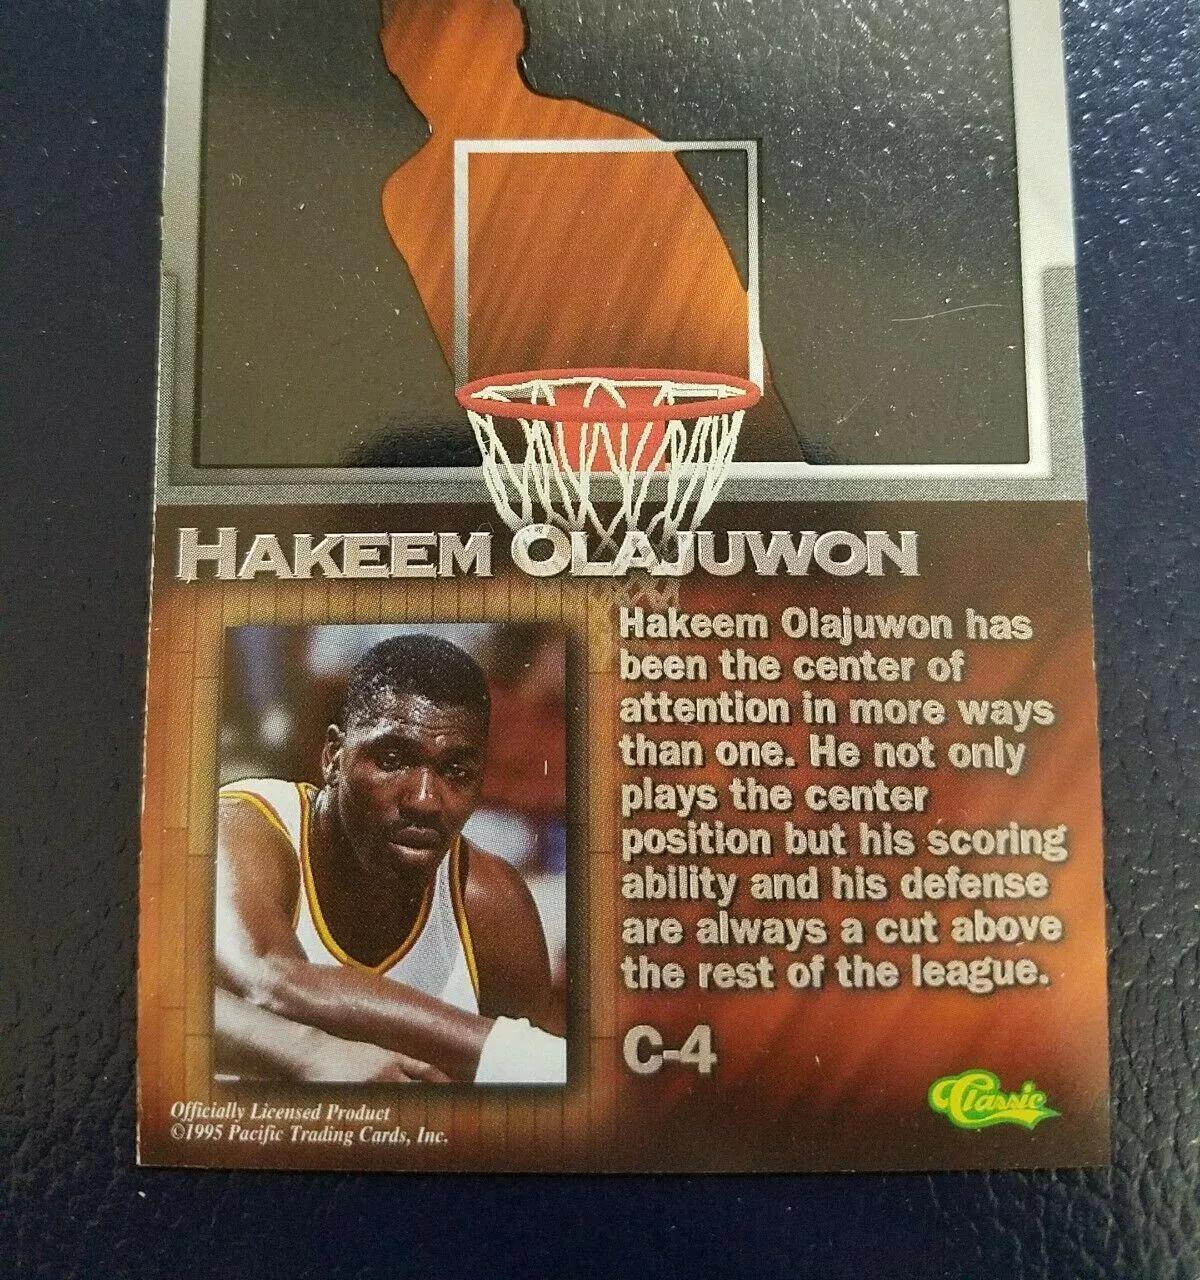 HAKEEM OLAJUWON
Hakeem Olajuwon has
been the center of
attention in more ways
than one. He not only
plays the center
position but his scoring
ability and his defense
are always a cut above
the rest of the league.
C-4
Classic
Officially Licensed Product
©1995 Pacific Trading Cards, Inc.